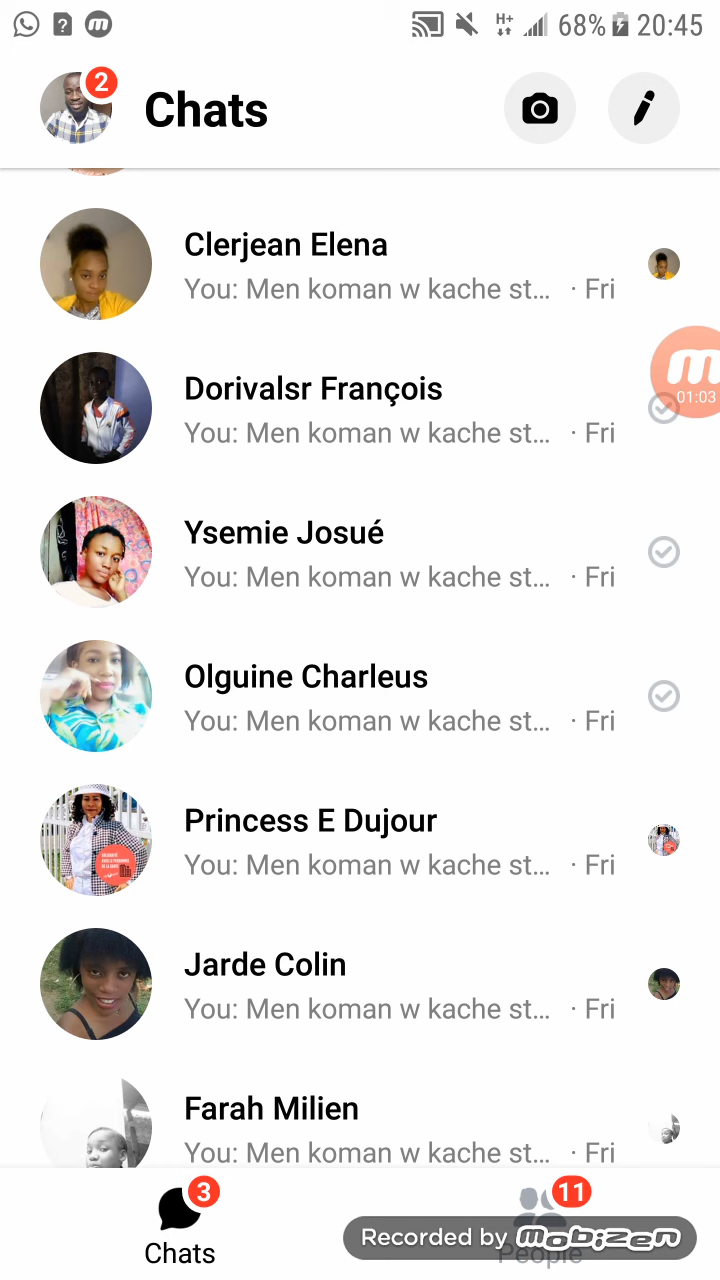 68% 20:45
2
Chats
Clerjean Elena
You: Men koman w kache st... · Fri
Dorivalsr François
You: Men koman w kache st... · Fri
01:03
Ysemie Josué
You: Men koman w kache st... · Fri
Olguine Charleus
You: Men koman w kache st... · Fri
Princess E Dujour
You: Men koman w kache st... · Fri
Jarde Colin
You: Men koman w kache st... · Fri
Farah Milien
You: Men koman w kache st... · Fri
3
11
Chats
People
Recorded by mobizen